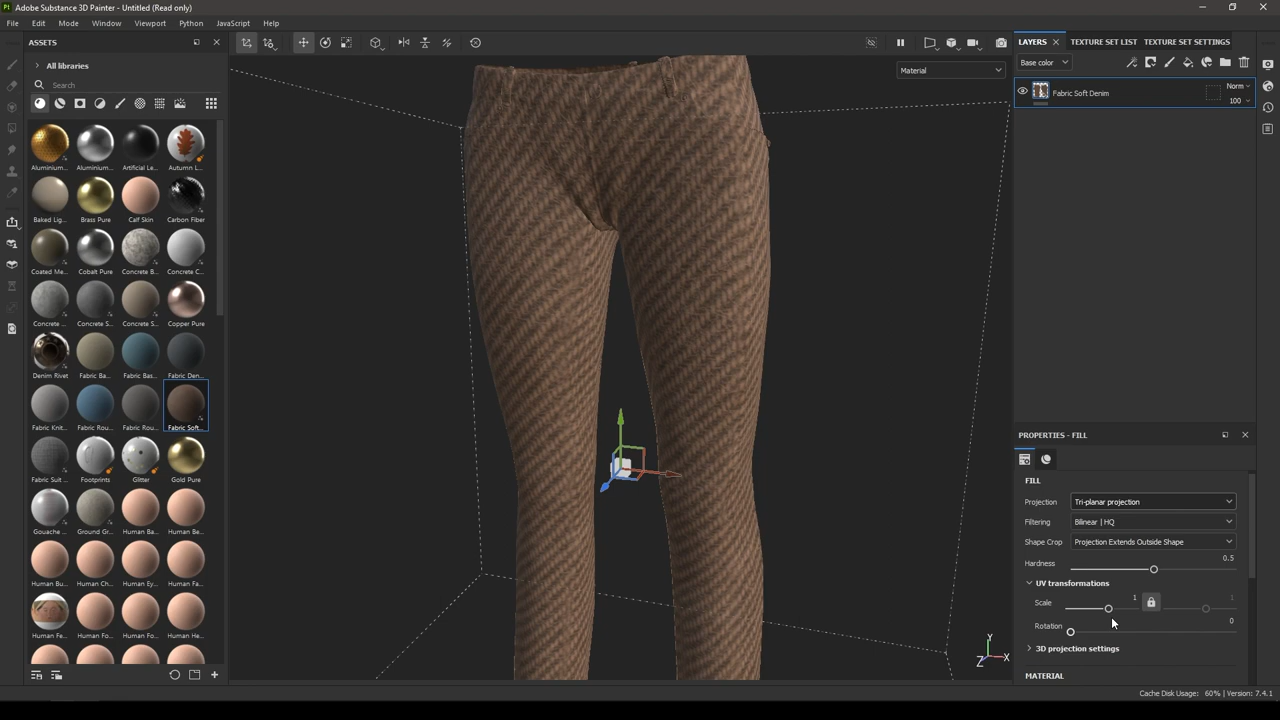 Pt Adobe Substance 3D Painter - Untitled (Read only)
File Edit Mode Window Viewport Python JavaScript Help
ASSETS
All libraries
Search
Aluminium... Aluminium... Artificial Le... Autumn L...
Baked Lig... Brass Pure Calf Skin Carbon Fiber
Coated Me... Cobalt Pure Concrete B... Concrete C...
Concrete ... Concrete S... Concrete S... Copper Pure
Denim Rivet Fabric Ba... Fabric Bas... Fabric Den...
Fabric Knit... Fabric Rou... Fabric Rou... Fabric Soft...
Fabric Suit ... Footprints Glitter Gold Pure
Gouache ... Ground Gr... Human Ba... Human Be...
Human Bu... Human Ch... Human Ey... Human Fa...
Human Fe... Human Fo... Human Fo... Human He...
Material
Y
Z X
LAYERS TEXTURE SET LIST TEXTURE SET SETTINGS
Base color
Fabric Soft Denim
Norm
100
PROPERTIES - FILL
FILL
Projection Tri-planar projection
Filtering Bilinear | HQ
Shape Crop Projection Extends Outside Shape
Hardness 0.5
UV transformations
Scale 1 1
Rotation 0
3D projection settings
MATERIAL
Cache Disk Usage: 60% | Version: 7.4.1